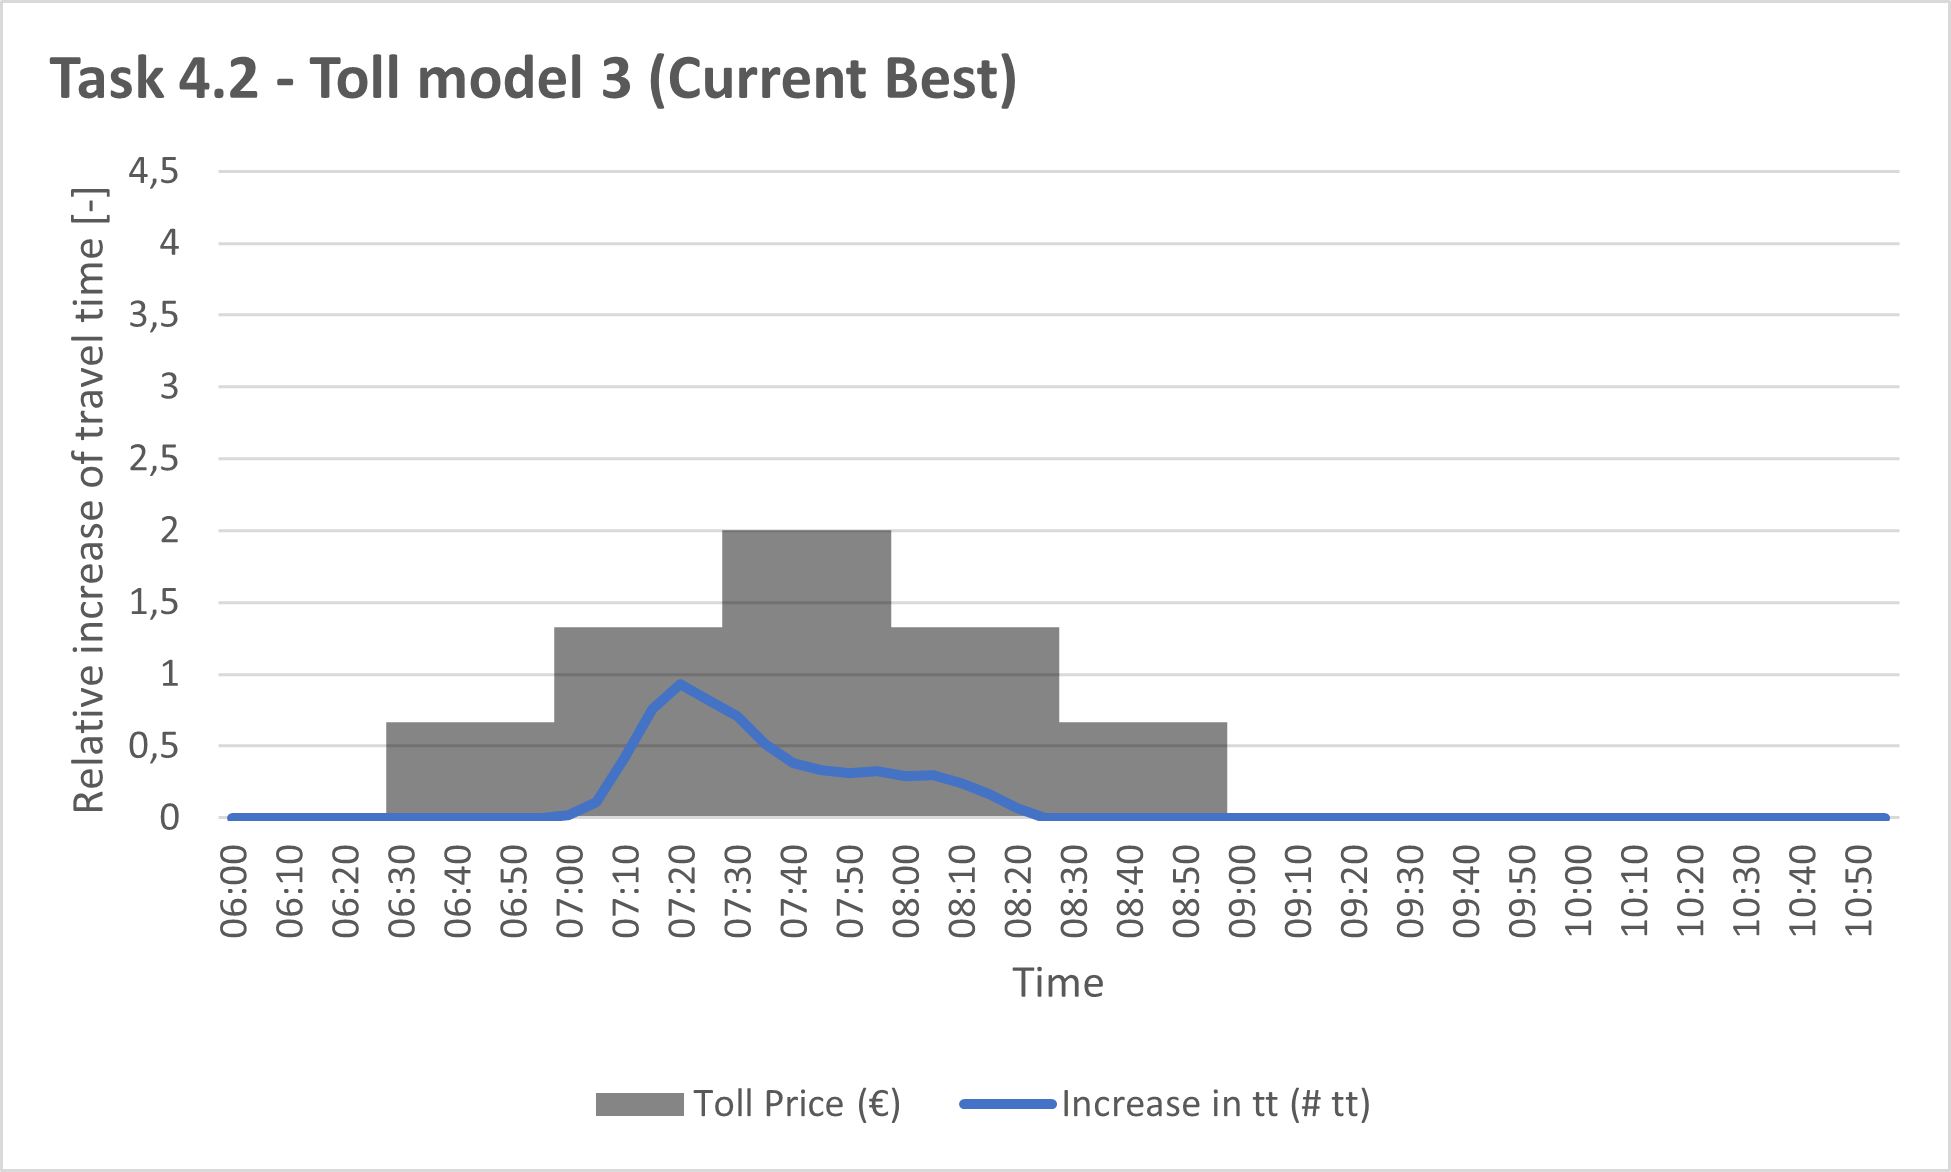 Task 4.2 - Toll model 3 (Current Best)
Relative increase of travel time [-]
4,5
4
3,5
3
2,5
2
1,5
1
0,5
0
06:00 06:10 06:20 06:30 06:40 06:50 07:00 07:10 07:20 07:30 07:40 07:50 08:00 08:10 08:20 08:30 08:40 08:50 09:00 09:10 09:20 09:30 09:40 09:50 10:00 10:10 10:20 10:30 10:40 10:50
Time
Toll Price (€) Increase in tt (# tt)